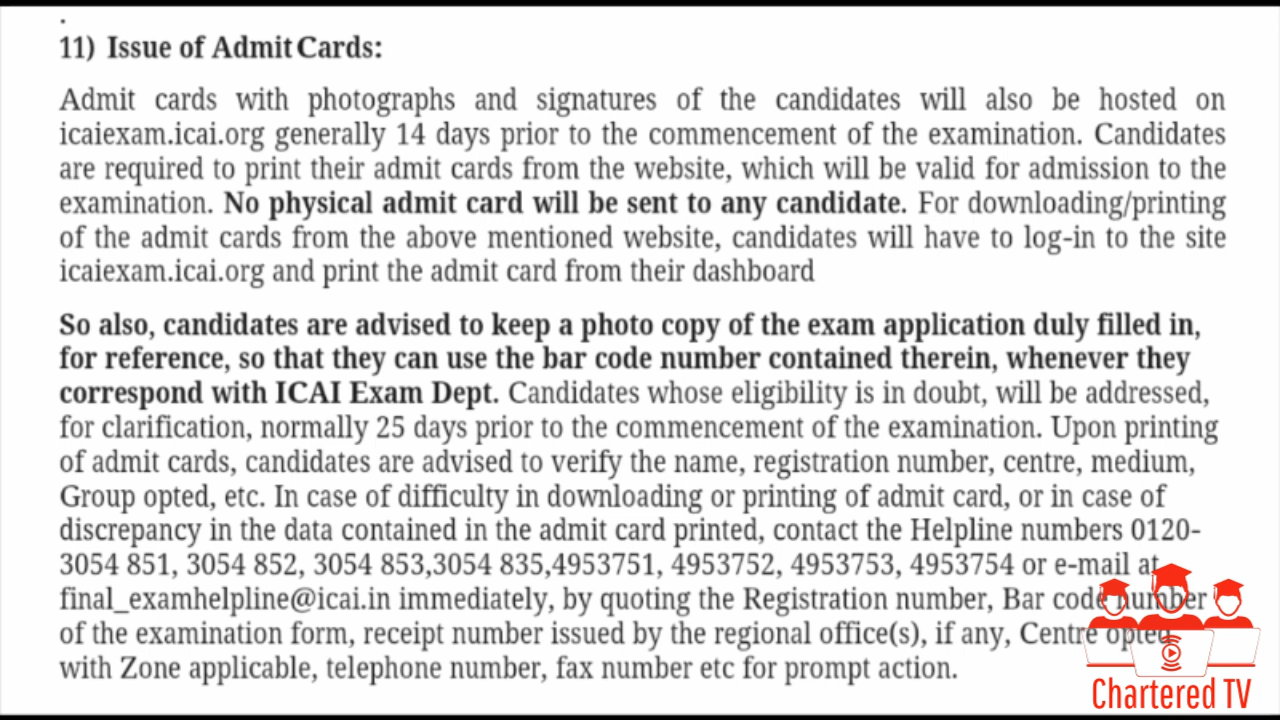 .
11) Issue of Admit Cards:
Admit cards with photographs and signatures of the candidates will also be hosted on
icaiexam.icai.org generally 14 days prior to the commencement of the examination. Candidates
are required to print their admit cards from the website, which will be valid for admission to the
examination. No physical admit card will be sent to any candidate. For downloading/printing
of the admit cards from the above mentioned website, candidates will have to log-in to the site
icaiexam.icai.org and print the admit card from their dashboard
So also, candidates are advised to keep a photo copy of the exam application duly filled in,
for reference, so that they can use the bar code number contained therein, whenever they
correspond with ICAI Exam Dept. Candidates whose eligibility is in doubt, will be addressed,
for clarification, normally 25 days prior to the commencement of the examination. Upon printing
of admit cards, candidates are advised to verify the name, registration number, centre, medium,
Group opted, etc. In case of difficulty in downloading or printing of admit card, or in case of
discrepancy in the data contained in the admit card printed, contact the Helpline numbers 0120-
3054 851, 3054 852, 3054 853,3054 835,4953751, 4953752, 4953753, 4953754 or e-mail at
final_examhelpline@icai.in immediately, by quoting the Registration number, Bar code number
of the examination form, receipt number issued by the regional office(s), if any, Centre opted
with Zone applicable, telephone number, fax number etc for prompt action.
Chartered TV